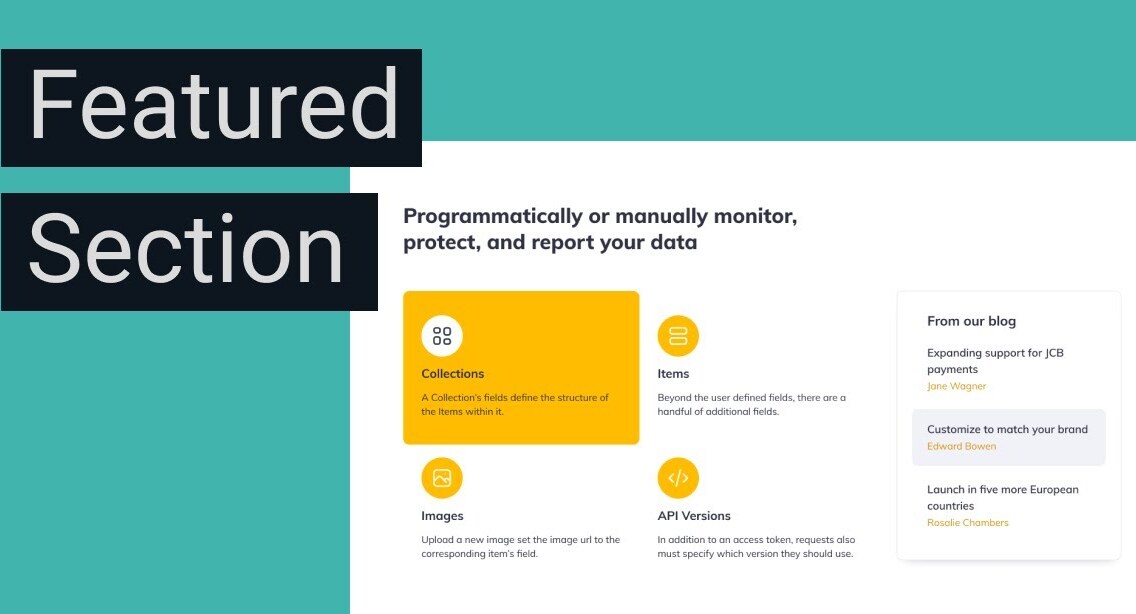 Featured
Section
Programmatically or manually monitor,
protect, and report your data
Collections
A Collection's fields define the structure of
the Items within it.
Items
Beyond the user defined fields, there are a
handful of additional fields.
Images
Upload a new image set the image url to the
corresponding item's field.
API Versions
In addition to an access token, requests also
must specify which version they should use.
From our blog
Expanding support for JCB
payments
Jane Wagner
Customize to match your brand
Edward Bowen
Launch in five more European
countries
Rosalie Chambers